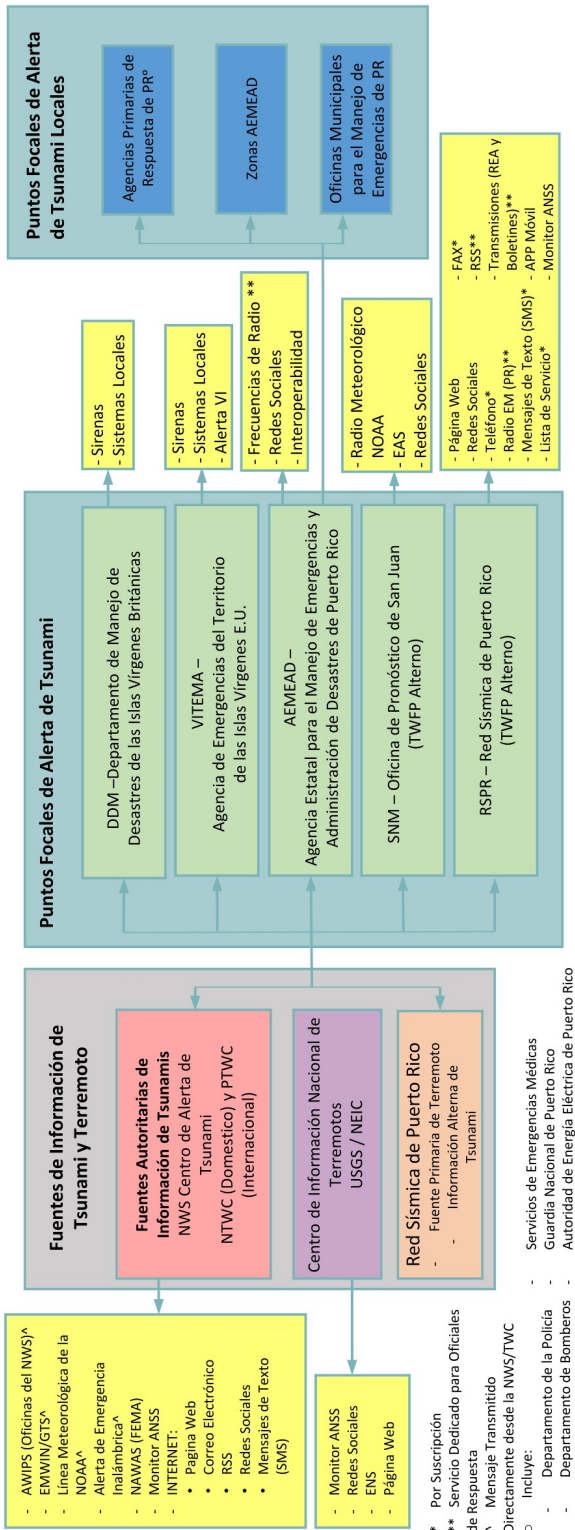 - AWIPS (Oficinas del NWS)^
- EMWIN/GTS^
- Línea Meteorológica de la
NOAA^
- Alerta de Emergencia
Inalámbrica^
- NAWAS (FEMA)
- Monitor ANSS
- INTERNET:
• Pagina Web
• Correo Electrónico
• RSS
• Redes Sociales
• Mensajes de Texto
(SMS)
- Monitor ANSS
- Redes Sociales
- ENS
- Página Web
Fuentes de Información de
Tsunami y Terremoto
Fuentes Autoritarias de
Información de Tsunamis
NWS Centro de Alerta de
Tsunami
NTWC (Domestico) y PTWC
(Internacional)
Centro de Información Nacional de
Terremotos
USGS / NEIC
Red Sísmica de Puerto Rico
- Fuente Primaria de Terremoto
- Información Alterna de
Tsunami
Puntos Focales de Alerta de Tsunami
DDM –Departamento de Manejo de
Desastres de las Islas Vírgenes Británicas
VITEMA –
Agencia de Emergencias del Territorio
de las Islas Vírgenes E.U.
AEMEAD –
Agencia Estatal para el Manejo de Emergencias y
Administración de Desastres de Puerto Rico
SNM – Oficina de Pronóstico de San Juan
(TWFP Alterno)
RSPR – Red Sísmica de Puerto Rico
(TWFP Alterno)
- Sirenas
- Sistemas Locales
- Sirenas
- Sistemas Locales
- Alerta VI
- Frecuencias de Radio **
- Redes Sociales
- Interoperabilidad
- Radio Meteorológico
NOAA
- EAS
- Redes Sociales
- Página Web
- Redes Sociales
- Teléfono*
- Radio EM (PR)**
- Mensajes de Texto (SMS)*
- Lista de Servicio*
- FAX*
- RSS**
- Transmisiones (REA y
Boletines)**
- APP Móvil
- Monitor ANSS
Puntos Focales de Alerta
de Tsunami Locales
Agencias Primarias de
Respuesta de PRº
Zonas AEMEAD
Oficinas Municipales
para el Manejo de
Emergencias de PR
* Por Suscripción
** Servicio Dedicado para Oficiales
de Respuesta
^ Mensaje Transmitido
Directamente desde la NWS/TWC
○ Incluye:
- Departamento de la Policía
- Departamento de Bomberos
- Servicios de Emergencias Médicas
- Guardia Nacional de Puerto Rico
- Autoridad de Energía Eléctrica de Puerto Rico